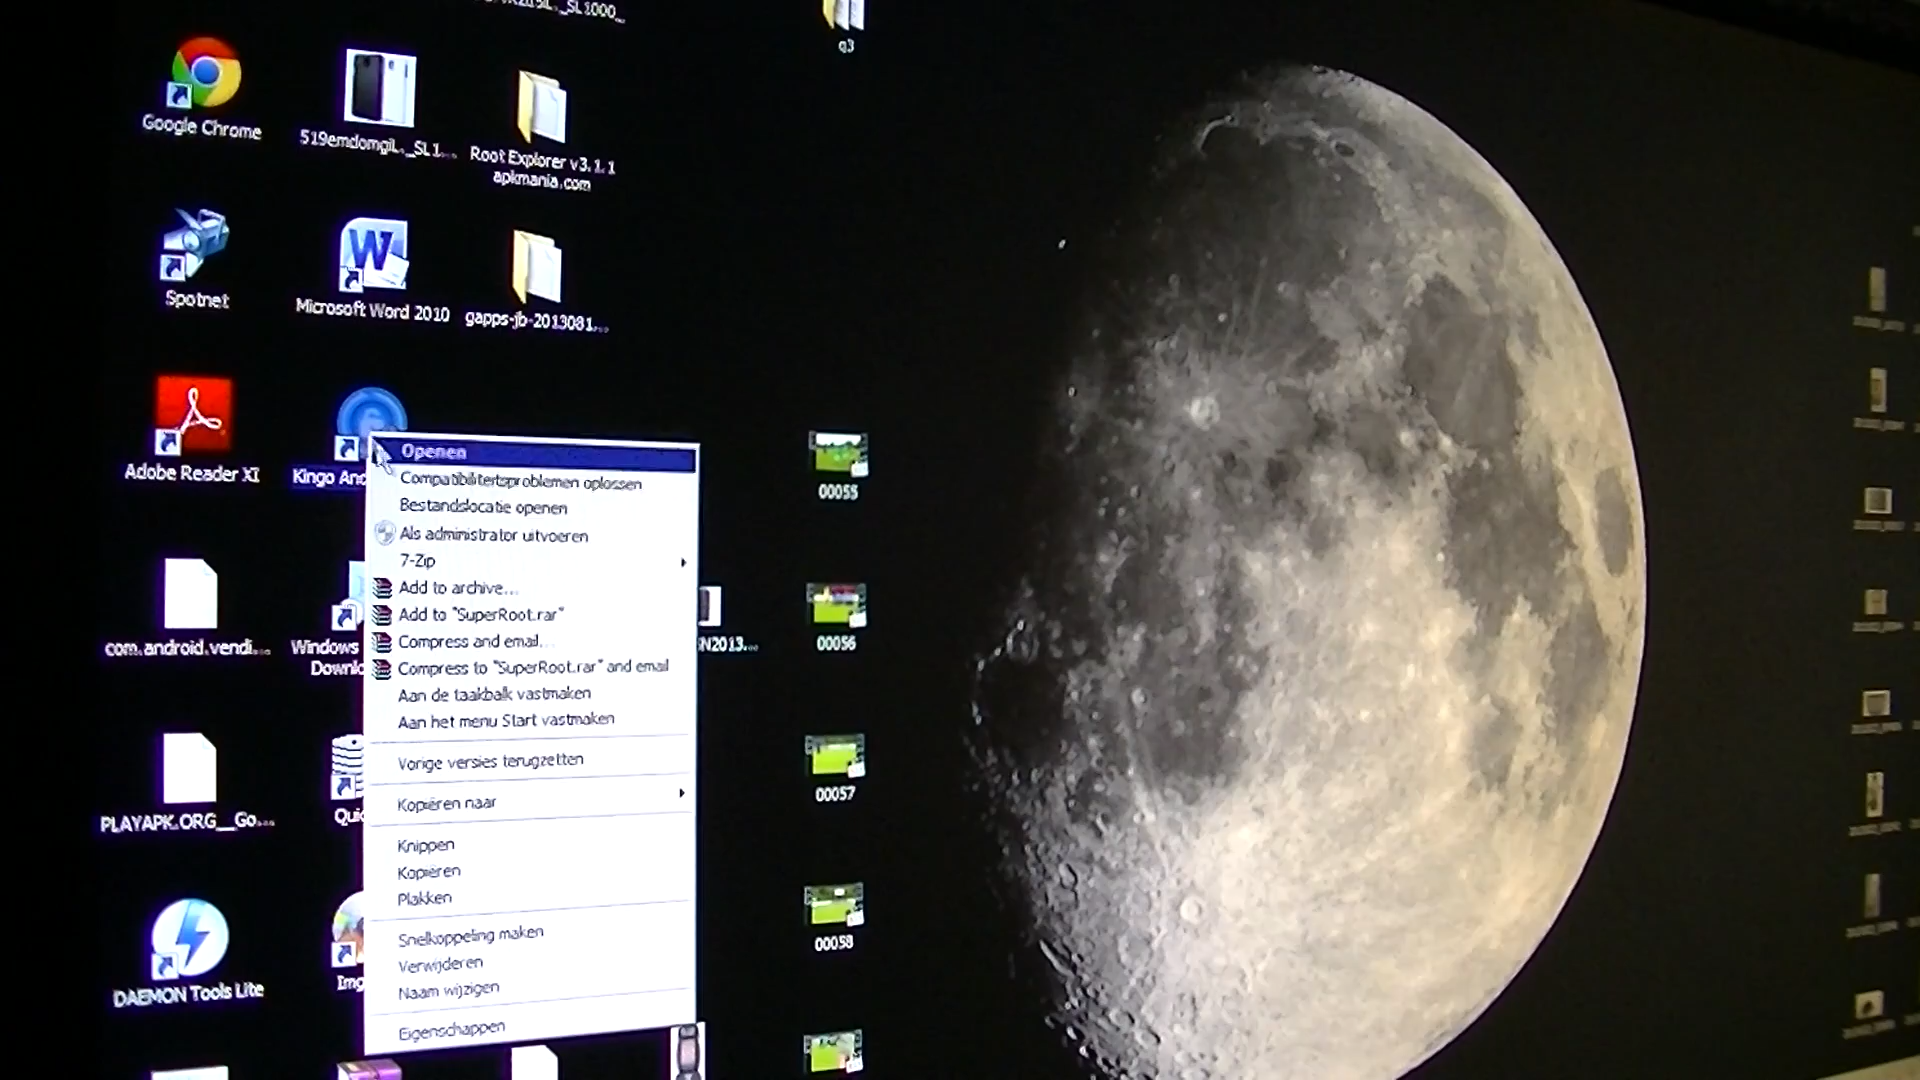 _SL1000_
q3
Google Chrome
519emdomgiL._SL1...
Root Explorer v3.1.1
apkmania.com
Spotnet
Microsoft Word 2010
gapps-jb-2013081...
Adobe Reader XI
Kingo And
Openen
Compatibiliteitsproblemen oplossen
Bestandslocatie openen
Als administrator uitvoeren
7-Zip
Add to archive...
Add to "SuperRoot.rar"
Compress and email...
Compress to "SuperRoot.rar" and email
Aan de taakbalk vastmaken
Aan het menu Start vastmaken
Vorige versies terugzetten
Kopiëren naar
Knippen
Kopiëren
Plakken
Snelkoppeling maken
Verwijderen
Naam wijzigen
Eigenschappen
com.android.vendi...
Windows
Downlo
N2013...
PLAYAPK.ORG__Go...
Quic
DAEMON Tools Lite
Img
00055
00056
00057
00058